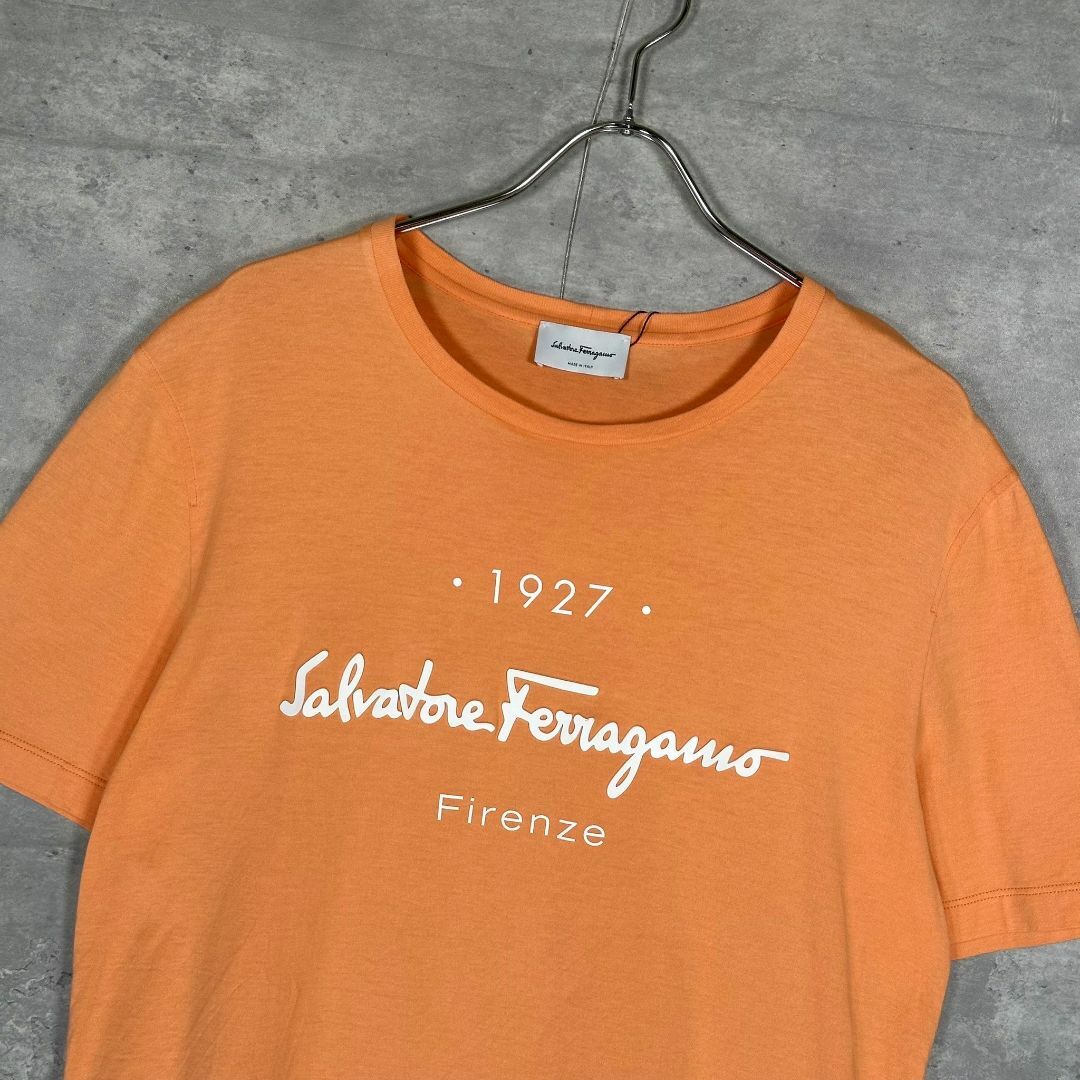 Salvatore Ferragamo
MADE IN ITALY
• 1927 •
Salvatore Ferragamo
Firenze